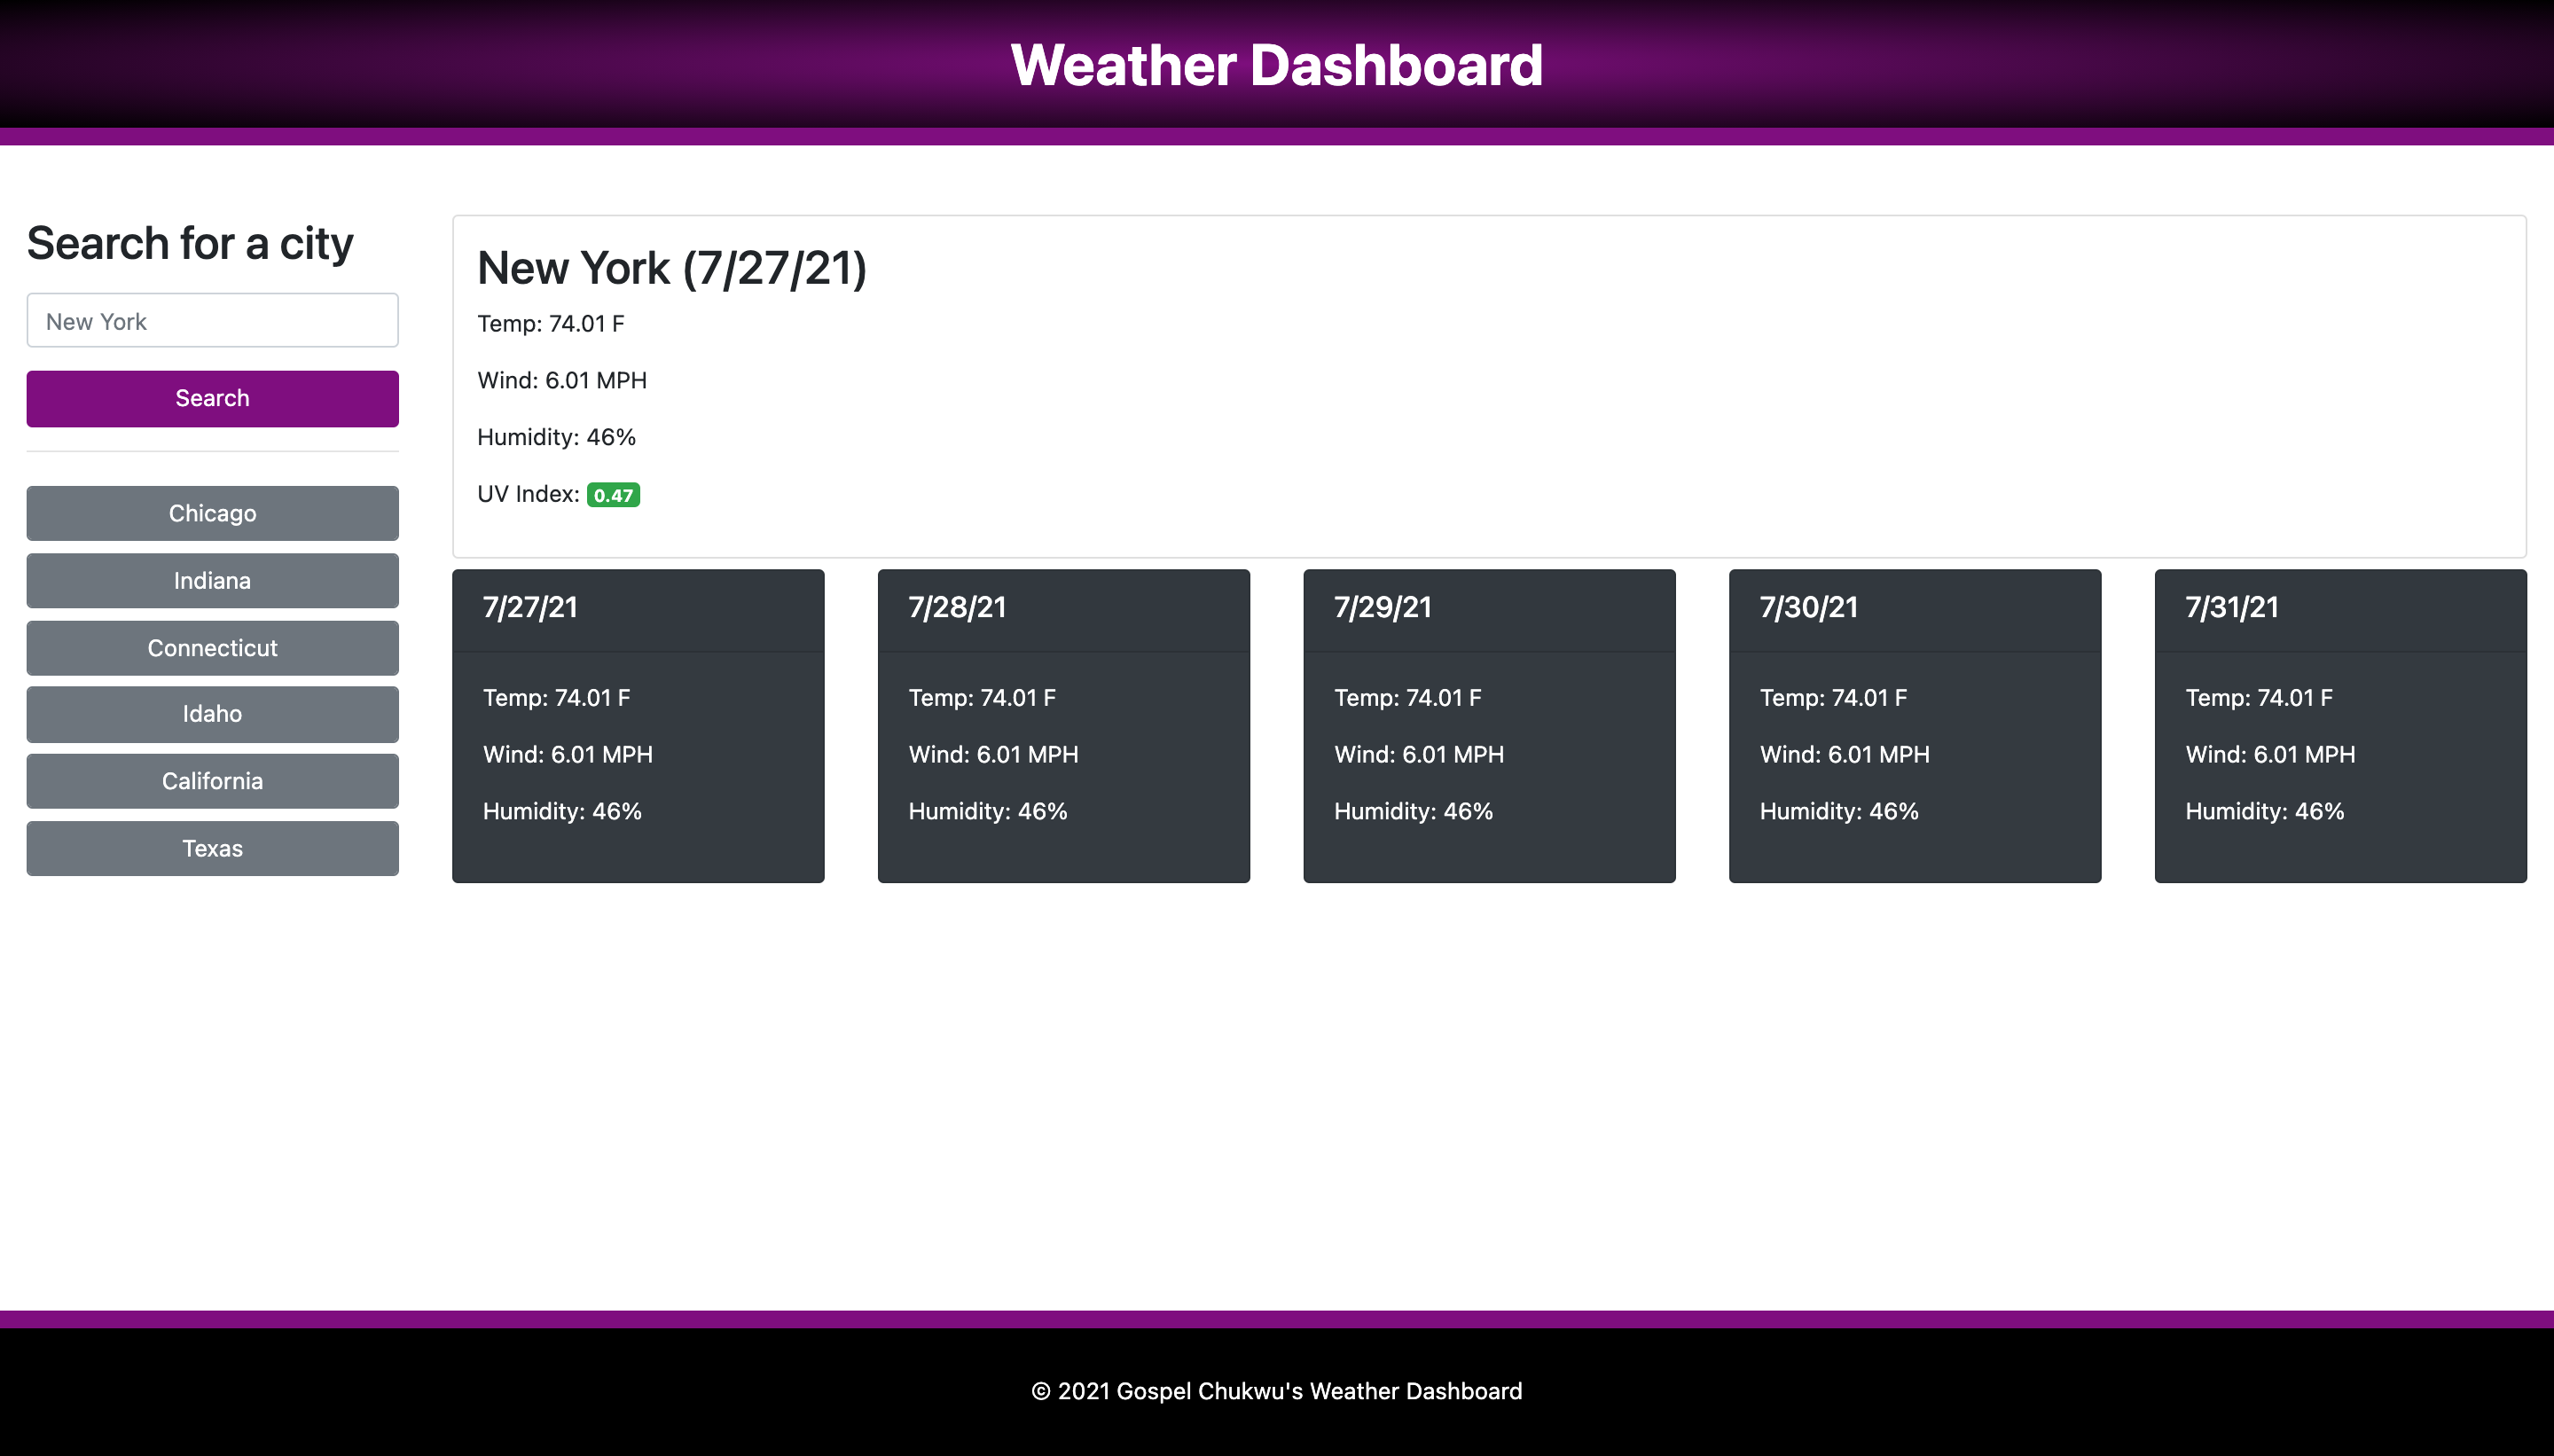 Weather Dashboard
Search for a city
New York
Search
Chicago
Indiana
Connecticut
Idaho
California
Texas
New York (7/27/21)
Temp: 74.01 F
Wind: 6.01 MPH
Humidity: 46%
UV Index: 0.47
7/27/21
Temp: 74.01 F
Wind: 6.01 MPH
Humidity: 46%
7/28/21
Temp: 74.01 F
Wind: 6.01 MPH
Humidity: 46%
7/29/21
Temp: 74.01 F
Wind: 6.01 MPH
Humidity: 46%
7/30/21
Temp: 74.01 F
Wind: 6.01 MPH
Humidity: 46%
7/31/21
Temp: 74.01 F
Wind: 6.01 MPH
Humidity: 46%
© 2021 Gospel Chukwu's Weather Dashboard